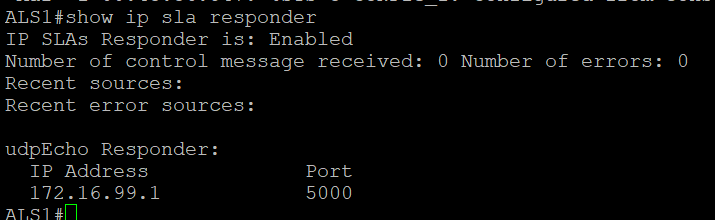 ALS1#show ip sla responder
IP SLAs Responder is: Enabled
Number of control message received: 0 Number of errors: 0
Recent sources:
Recent error sources:
udpEcho Responder:
IP Address Port
172.16.99.1 5000
ALS1#